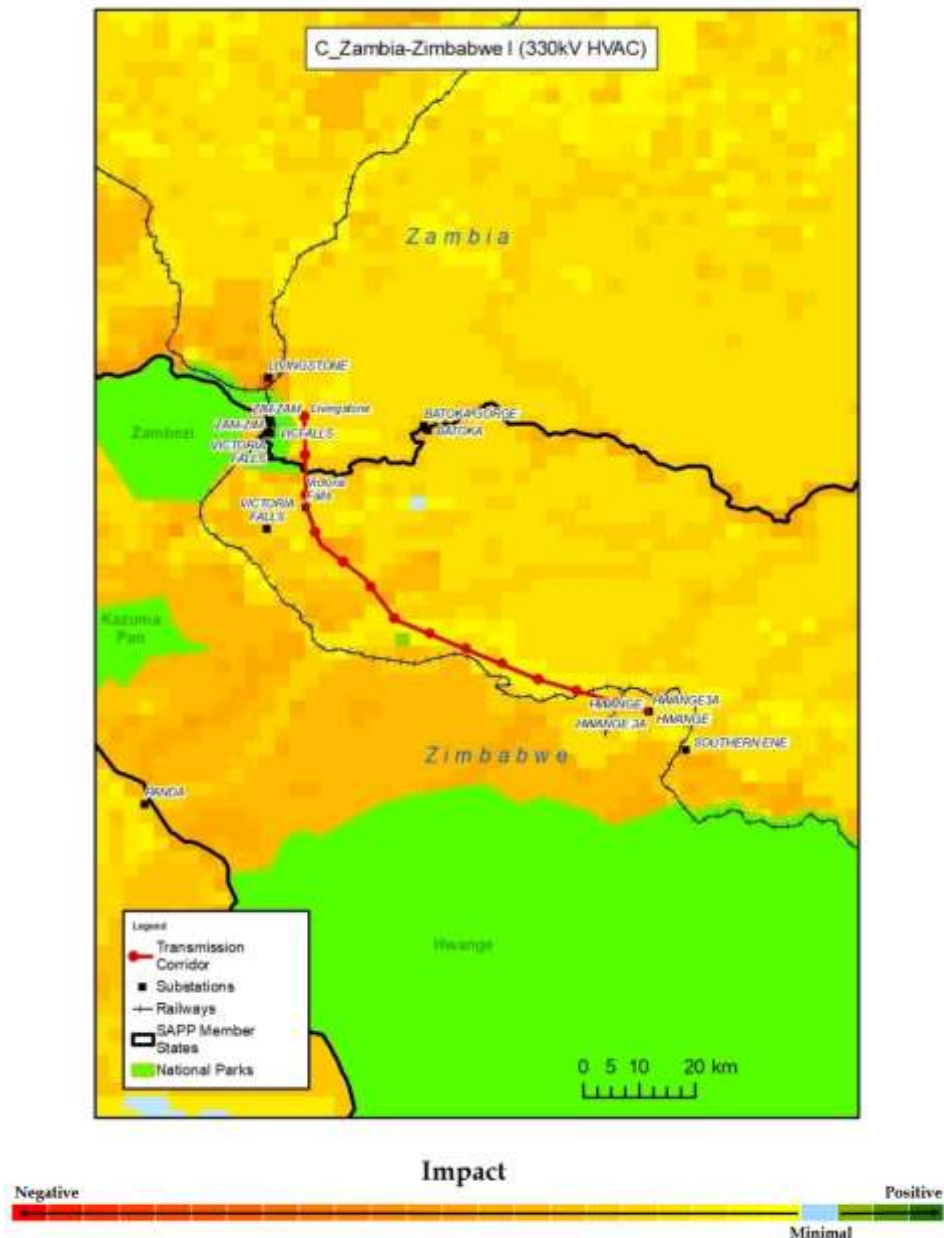 C_Zambia-Zimbabwe I (330kV HVAC)
Zambia
LIVINGSTONE
ZIM-ZAM
Livingstone
ZAM-ZIM
VICFALLS
BATOKA GORGE
BATOKA
Zambezi
VICTORIA
FALLS
Victoria
Falls
VICTORIA
FALLS
Kazuma
Pan
HWANGE
HWANGE3A
HWANGE 3A
HWANGE
SOUTHERN ENE
Zimbabwe
PANDA
Hwange
Legend
Transmission
Corridor
Substations
Railways
SAPP Member
States
National Parks
0 5 10 20 km
Impact
Negative
Positive
Minimal